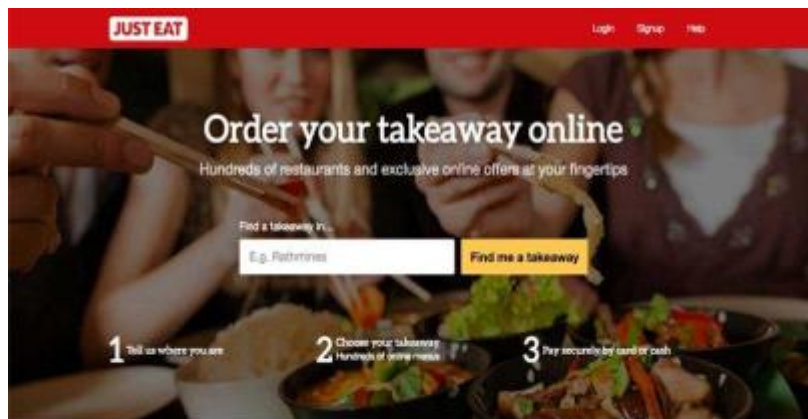 JUST EAT
Login Signup Help
Order your takeaway online
Hundreds of restaurants and exclusive online offers at your fingertips
Find a takeaway in...
E.g. Rathmines
Find me a takeaway
1 Tell us where you are
2 Choose your takeaway
Hundreds of online menus
3 Pay securely by card or cash